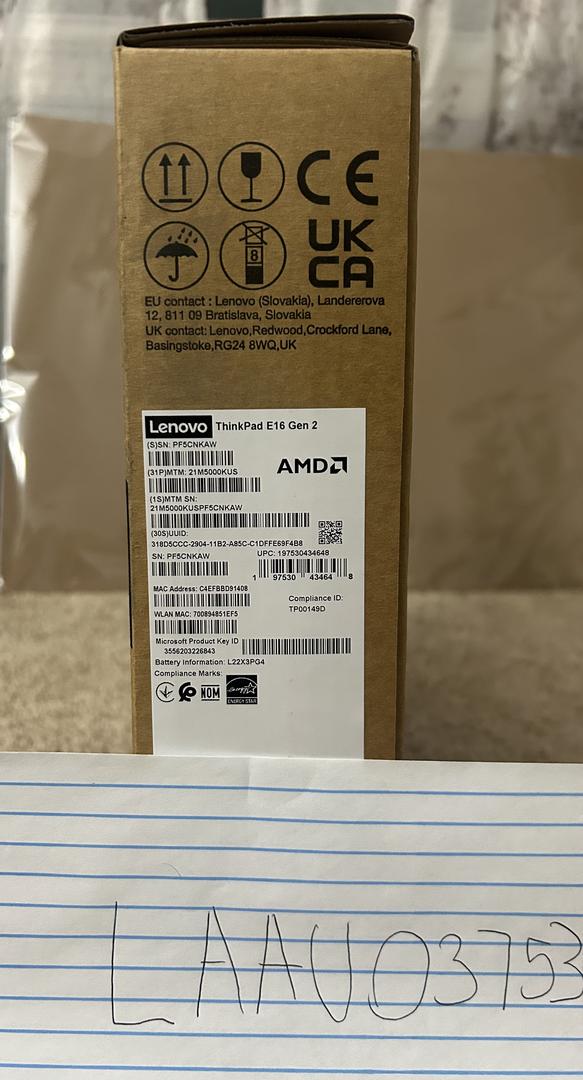 CE
8
UK
CA
EU contact : Lenovo (Slovakia), Landererova
12, 811 09 Bratislava, Slovakia
UK contact: Lenovo,Redwood,Crockford Lane,
Basingstoke,RG24 8WQ,UK
Lenovo ThinkPad E16 Gen 2
(S)SN: PF5CNKAW
AMD
(31P)MTM: 21M5000KUS
(1S)MTM SN:
21M5000KUSPF5CNKAW
(30S)UUID:
318D5CCC-2904-11B2-A85C-C1DFFE69F4B8
SN: PF5CNKAW
UPC: 197530434648
1 97530 43464 8
MAC Address: C4EFBBD91408
Compliance ID:
TP00149D
WLAN MAC: 700894851EF5
Microsoft Product Key ID
3556203226843
Battery Information: L22X3PG4
Compliance Marks:
NOM
ENERGY STAR
LAAUO3753